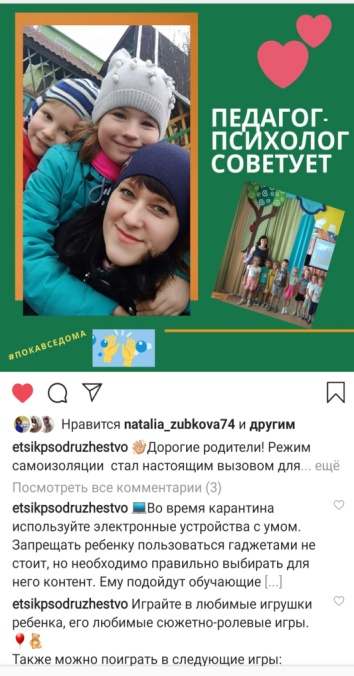 ПЕДАГОГ-
ПСИХОЛОГ
СОВЕТУЕТ
#ПОКАВСЕДОМА
Нравится natalia_zubkova74 и другим
etsikpsodruzhestvo 👋🏼Дорогие родители! Режим
самоизоляции стал настоящим вызовом для... ещё
Посмотреть все комментарии (3)
etsikpsodruzhestvo 💻Во время карантина
используйте электронные устройства с умом.
Запрещать ребенку пользоваться гаджетами не
стоит, но необходимо правильно выбирать для
него контент. Ему подойдут обучающие [...]
etsikpsodruzhestvo Играйте в любимые игрушки
ребенка, его любимые сюжетно-ролевые игры.
🎈🧸
Также можно поиграть в следующие игры: